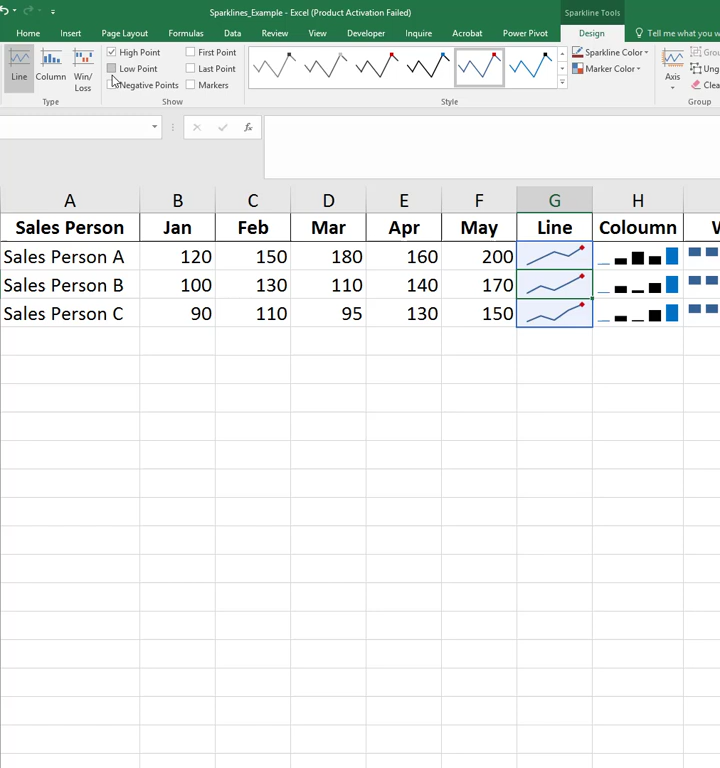 Sparklines_Example - Excel (Product Activation Failed)
Sparkline Tools
Home Insert Page Layout Formulas Data Review View Developer Inquire Acrobat Power Pivot Design Tell me what you w
Line Column Win/
Loss
High Point First Point
Low Point Last Point
Negative Points Markers
Sparkline Color
Marker Color
Axis
Grou
Ung
Clea
Type Show Style Group
fx
A B C D E F G H
Sales Person Jan Feb Mar Apr May Line Coloumn W
Sales Person A 120 150 180 160 200
Sales Person B 100 130 110 140 170
Sales Person C 90 110 95 130 150